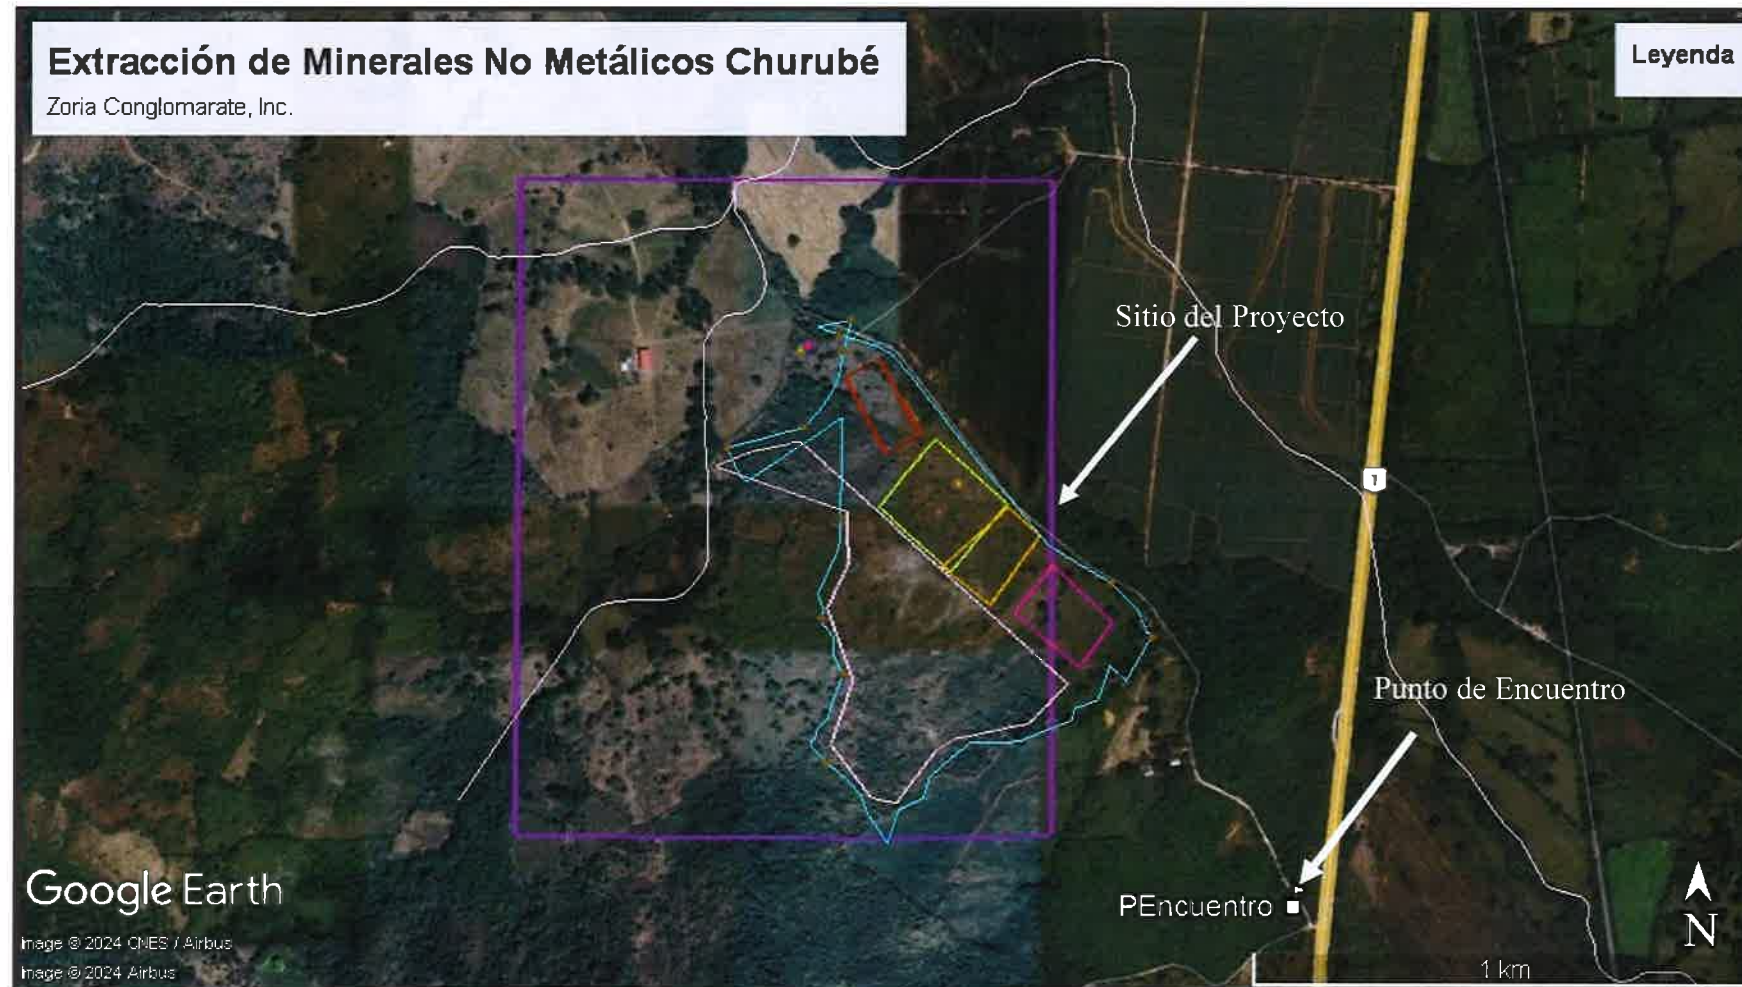 Extracción de Minerales No Metálicos Churubé
Zoria Conglomarate, Inc.
Leyenda
Sitio del Proyecto
1
Punto de Encuentro
PEncuentro
Google Earth
N
Image © 2024 CNES / Airbus
Image © 2024 Airbus
1 km